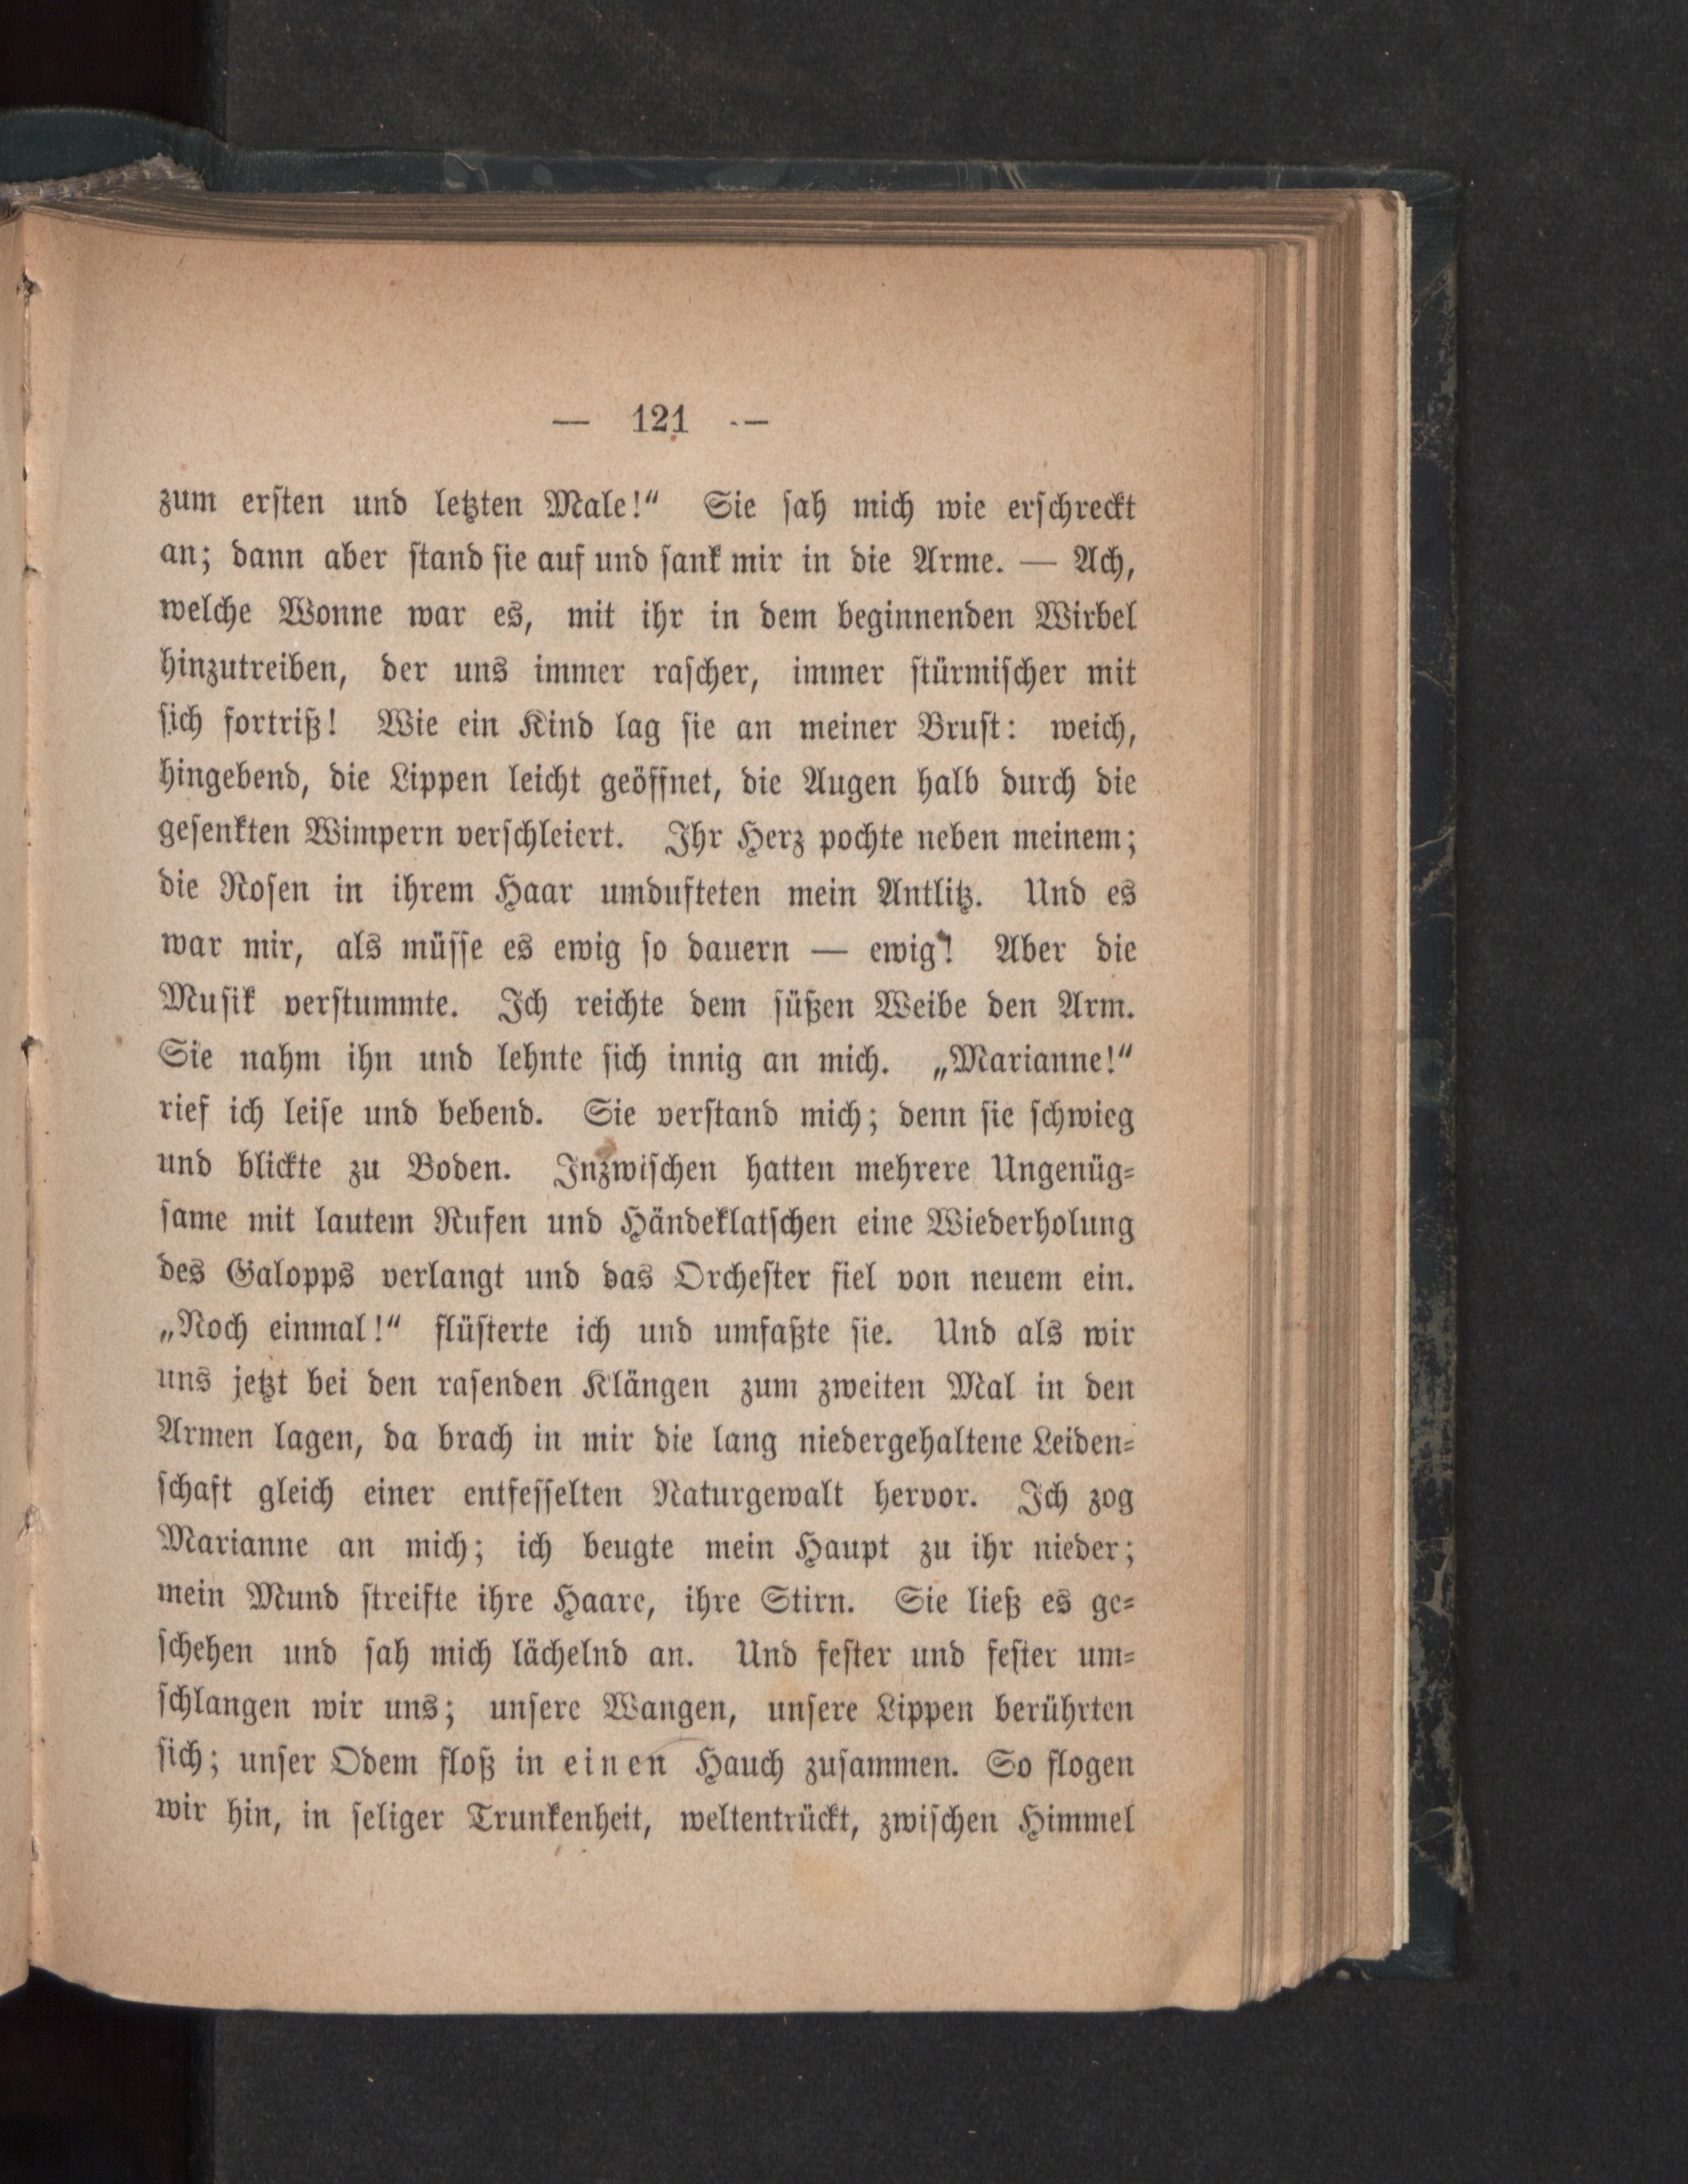 — 121 —
zum ersten und letzten Male!“ Sie sah mich wie erschreckt
an; dann aber stand sie auf und sank mir in die Arme. — Ach,
welche Wonne war es, mit ihr in dem beginnenden Wirbel
hinzutreiben, der uns immer rascher, immer stürmischer mit
sich fortriß! Wie ein Kind lag sie an meiner Brust: weich,
hingebend, die Lippen leicht geöffnet, die Augen halb durch die
gesenkten Wimpern verschleiert. Ihr Herz pochte neben meinem;
die Rosen in ihrem Haar umdufteten mein Antlitz. Und es
war mir, als müsse es ewig so dauern — ewig! Aber die
Musik verstummte. Ich reichte dem süßen Weibe den Arm.
Sie nahm ihn und lehnte sich innig an mich. „Marianne!“
rief ich leise und bebend. Sie verstand mich; denn sie schwieg
und blickte zu Boden. Inzwischen hatten mehrere Ungenüg-
same mit lautem Rufen und Händeklatschen eine Wiederholung
des Galopps verlangt und das Orchester fiel von neuem ein.
„Noch einmal!“ flüsterte ich und umfaßte sie. Und als wir
uns jetzt bei den rasenden Klängen zum zweiten Mal in den
Armen lagen, da brach in mir die lang niedergehaltene Leiden-
schaft gleich einer entfesselten Naturgewalt hervor. Ich zog
Marianne an mich; ich beugte mein Haupt zu ihr nieder;
mein Mund streifte ihre Haare, ihre Stirn. Sie ließ es ge-
schehen und sah mich lächelnd an. Und fester und fester um-
schlangen wir uns; unsere Wangen, unsere Lippen berührten
sich; unser Odem floß in einen Hauch zusammen. So flogen
wir hin, in seliger Trunkenheit, weltentrückt, zwischen Himmel